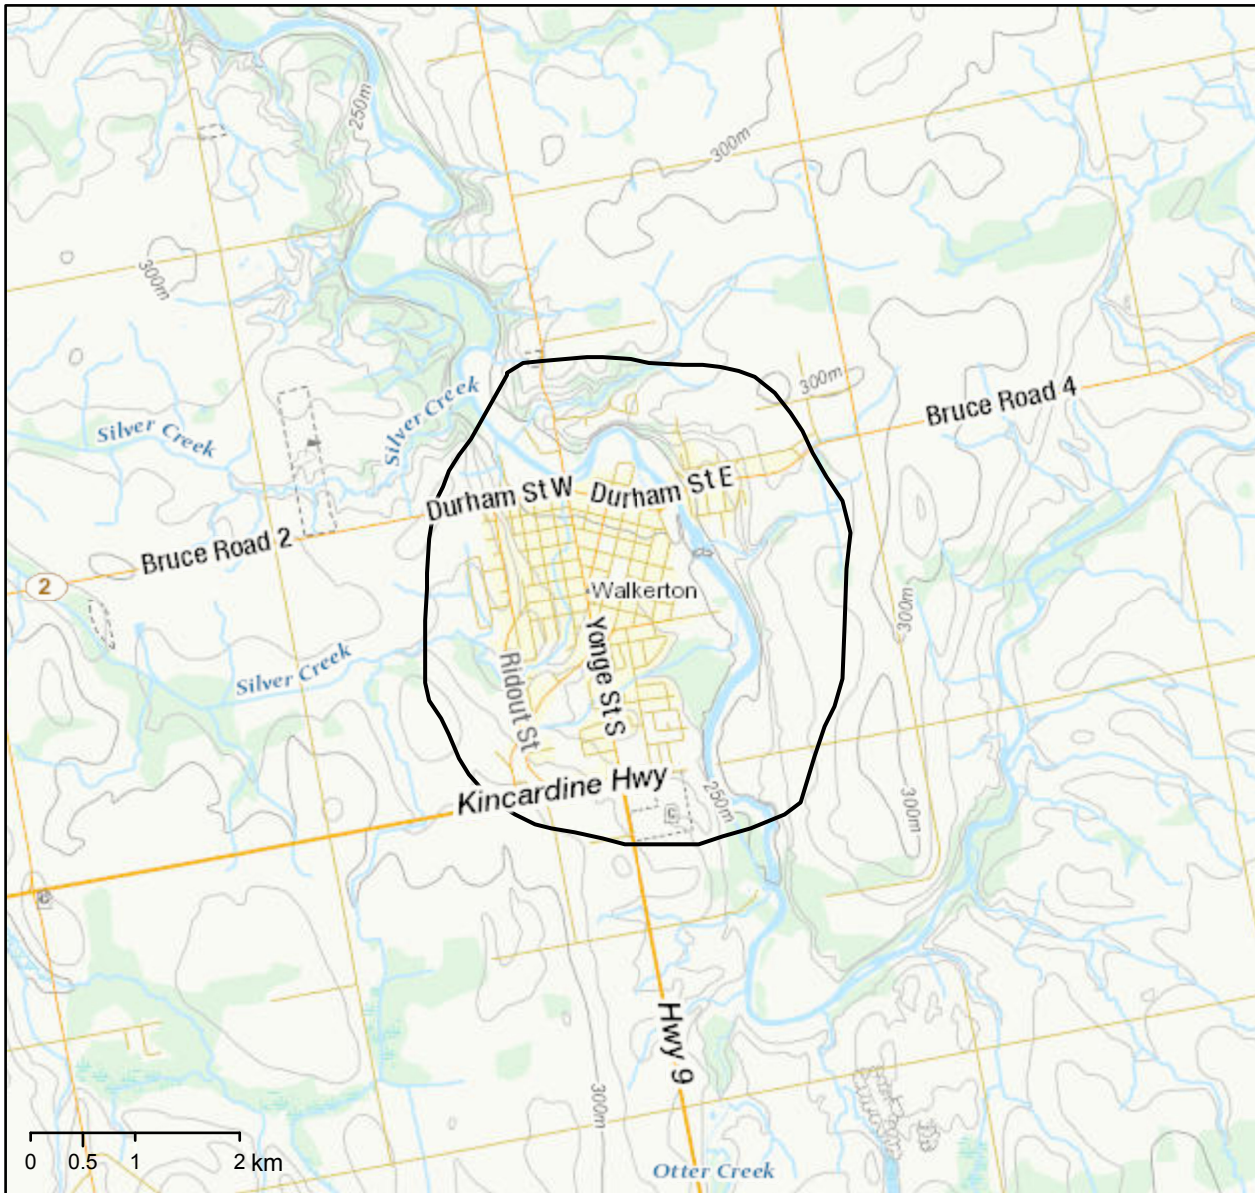 250m
300m
300m
300m
Bruce Road 4
Silver Creek
Silver Creek
Durham St W
Durham St E
Bruce Road 2
2
Walkerton
300m
Yonge St S
Silver Creek
Ridout St
Kincardine Hwy
250m
300m
Hwy 9
300m
0 0.5 1 2 km
Otter Creek